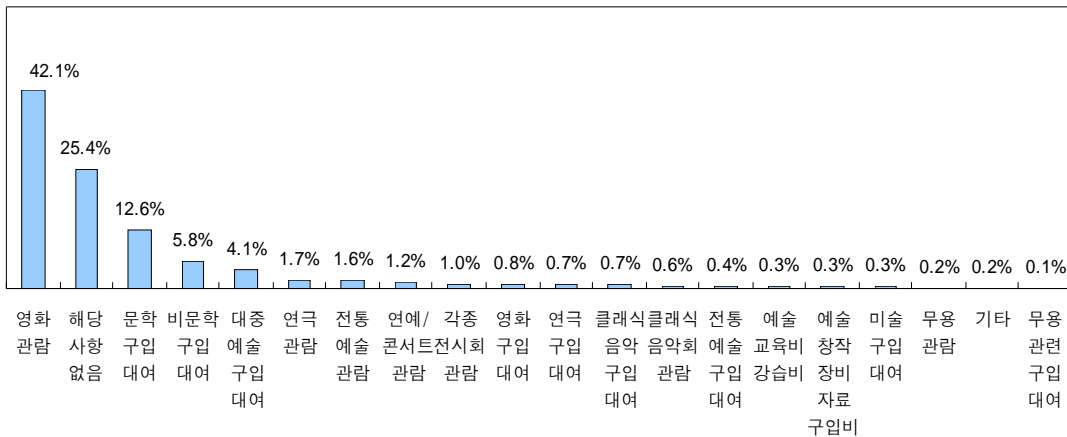 42.1%
25.4%
12.6%
5.8%
4.1%
1.7%
1.6%
1.2%
1.0%
0.8%
0.7%
0.7%
0.6%
0.4%
0.3%
0.3%
0.3%
0.2%
0.2%
0.1%
영화
관람
해당
사항
없음
문학
구입
대여
비문학
구입
대여
대중
예술
구입
대여
연극
관람
전통
예술
관람
연예/
콘서트
관람
각종
전시회
관람
영화
구입
대여
연극
구입
대여
클래식
음악
구입
대여
클래식
음악회
관람
전통
예술
구입
대여
예술
교육비
강습비
예술
창작
장비
자료
구입비
미술
구입
대여
무용
관람
기타
무용
관련
구입
대여